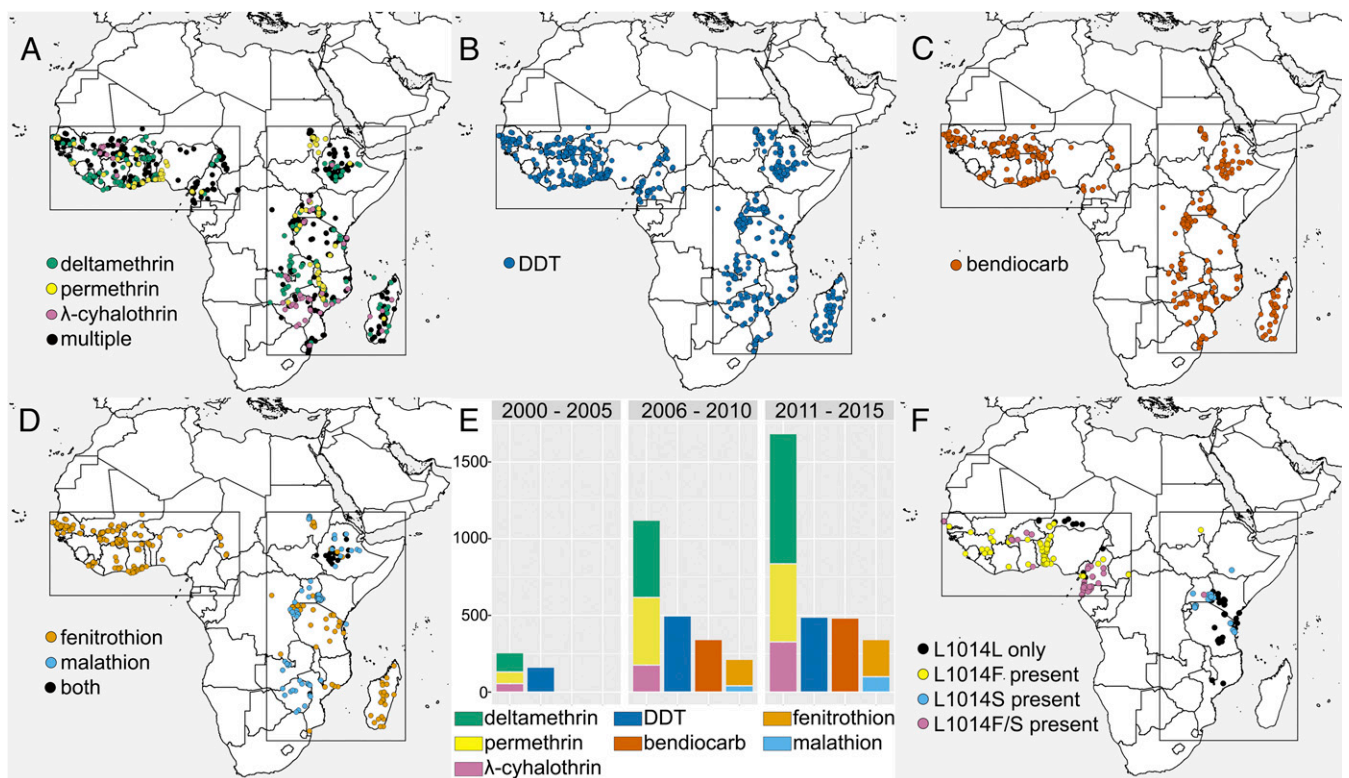 A
deltamethrin
permethrin
λ-cyhalothrin
multiple
B
DDT
C
bendiocarb
D
fenitrothion
malathion
both
E
2000 - 2005 2006 - 2010 2011 - 2015
1500
1000
500
0
deltamethrin DDT fenitrothion
permethrin bendiocarb malathion
λ-cyhalothrin
F
L1014L only
L1014F present
L1014S present
L1014F/S present